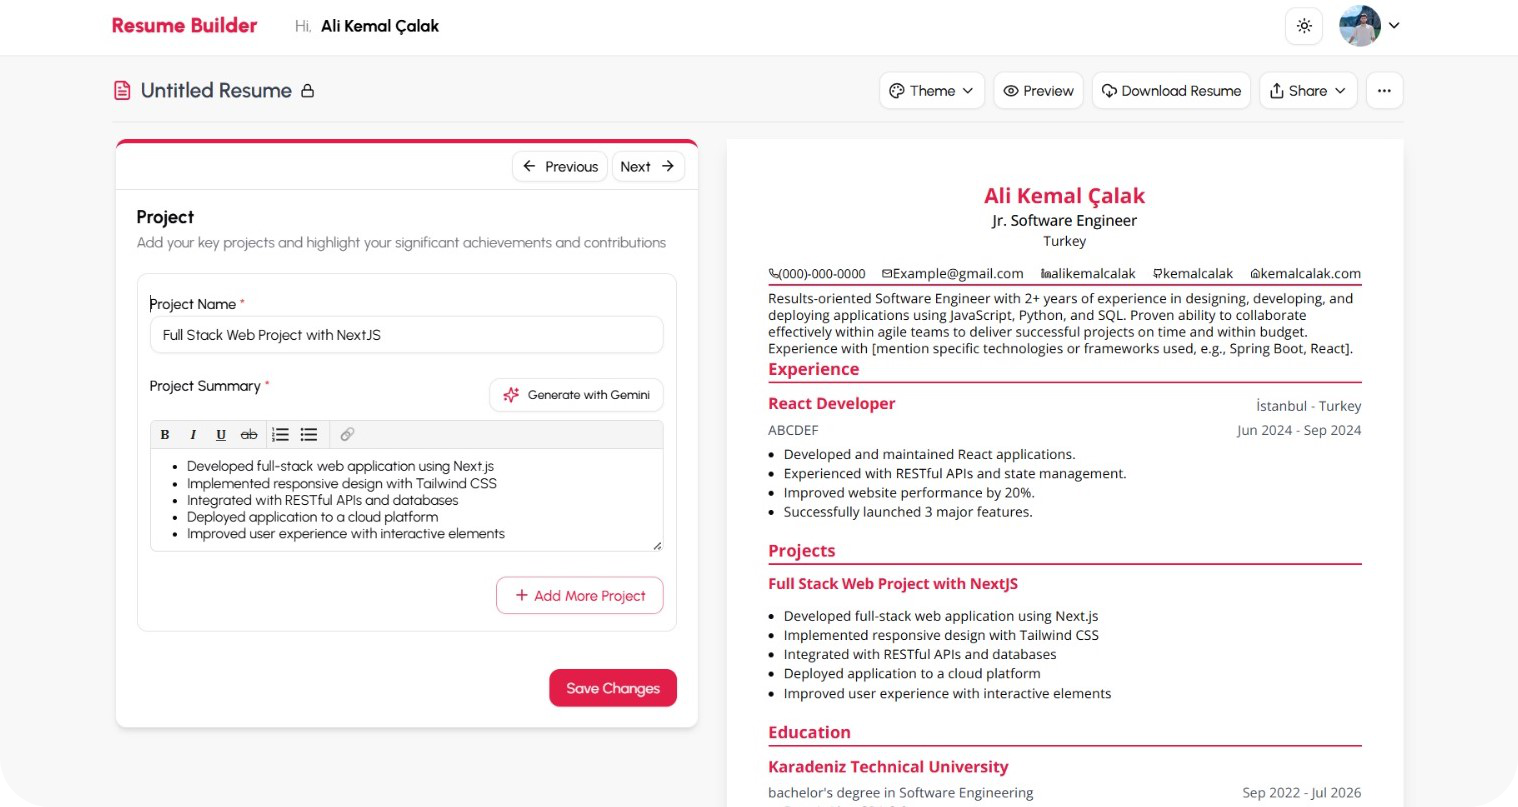 Resume Builder
Hi, Ali Kemal Çalak
Untitled Resume
Theme
Preview
Download Resume
Share
Previous
Next
Project
Add your key projects and highlight your significant achievements and contributions
Project Name *
Full Stack Web Project with NextJS
Project Summary *
Generate with Gemini
B I U ab
• Developed full-stack web application using Next.js
• Implemented responsive design with Tailwind CSS
• Integrated with RESTful APIs and databases
• Deployed application to a cloud platform
• Improved user experience with interactive elements
+ Add More Project
Save Changes
Ali Kemal Çalak
Jr. Software Engineer
Turkey
(000)-000-0000 Example@gmail.com alikemalcalak kemalcalak kemalcalak.com
Results-oriented Software Engineer with 2+ years of experience in designing, developing, and
deploying applications using JavaScript, Python, and SQL. Proven ability to collaborate
effectively within agile teams to deliver successful projects on time and within budget.
Experience with [mention specific technologies or frameworks used, e.g., Spring Boot, React].
Experience
React Developer
İstanbul - Turkey
ABCDEF
Jun 2024 - Sep 2024
• Developed and maintained React applications.
• Experienced with RESTful APIs and state management.
• Improved website performance by 20%.
• Successfully launched 3 major features.
Projects
Full Stack Web Project with NextJS
• Developed full-stack web application using Next.js
• Implemented responsive design with Tailwind CSS
• Integrated with RESTful APIs and databases
• Deployed application to a cloud platform
• Improved user experience with interactive elements
Education
Karadeniz Technical University
bachelor's degree in Software Engineering
Sep 2022 - Jul 2026